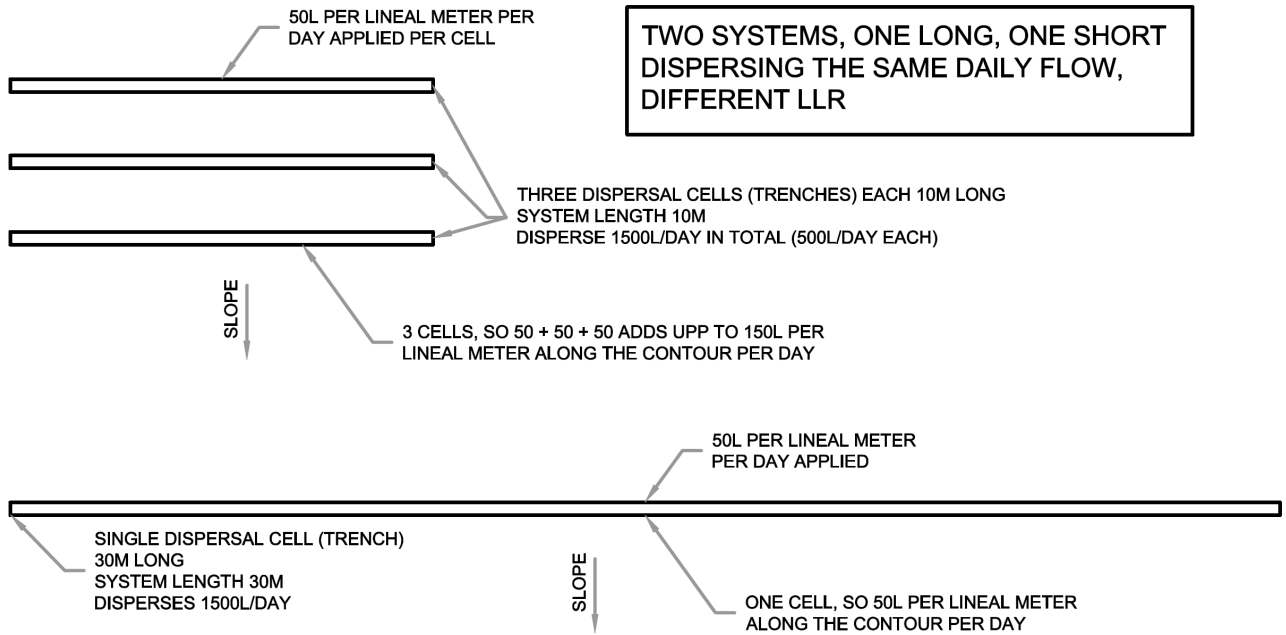 50L PER LINEAL METER PER
DAY APPLIED PER CELL
TWO SYSTEMS, ONE LONG, ONE SHORT
DISPERSING THE SAME DAILY FLOW,
DIFFERENT LLR
THREE DISPERSAL CELLS (TRENCHES) EACH 10M LONG
SYSTEM LENGTH 10M
DISPERSE 1500L/DAY IN TOTAL (500L/DAY EACH)
SLOPE
3 CELLS, SO 50 + 50 + 50 ADDS UPP TO 150L PER
LINEAL METER ALONG THE CONTOUR PER DAY
50L PER LINEAL METER
PER DAY APPLIED
SINGLE DISPERSAL CELL (TRENCH)
30M LONG
SYSTEM LENGTH 30M
DISPERSES 1500L/DAY
SLOPE
ONE CELL, SO 50L PER LINEAL METER
ALONG THE CONTOUR PER DAY